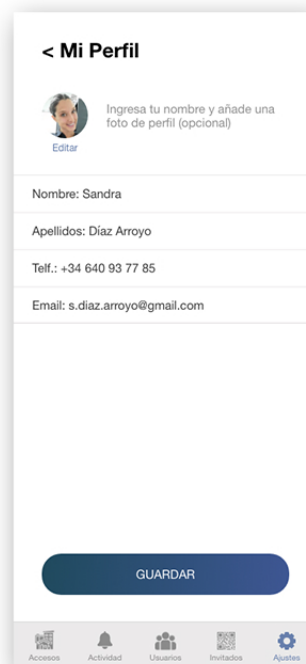 < Mi Perfil
Ingresa tu nombre y añade una
foto de perfil (opcional)
Editar
Nombre: Sandra
Apellidos: Díaz Arroyo
Telf.: +34 640 93 77 85
Email: s.diaz.arroyo@gmail.com
GUARDAR
Accesos Actividad Usuarios Invitados Ajustes